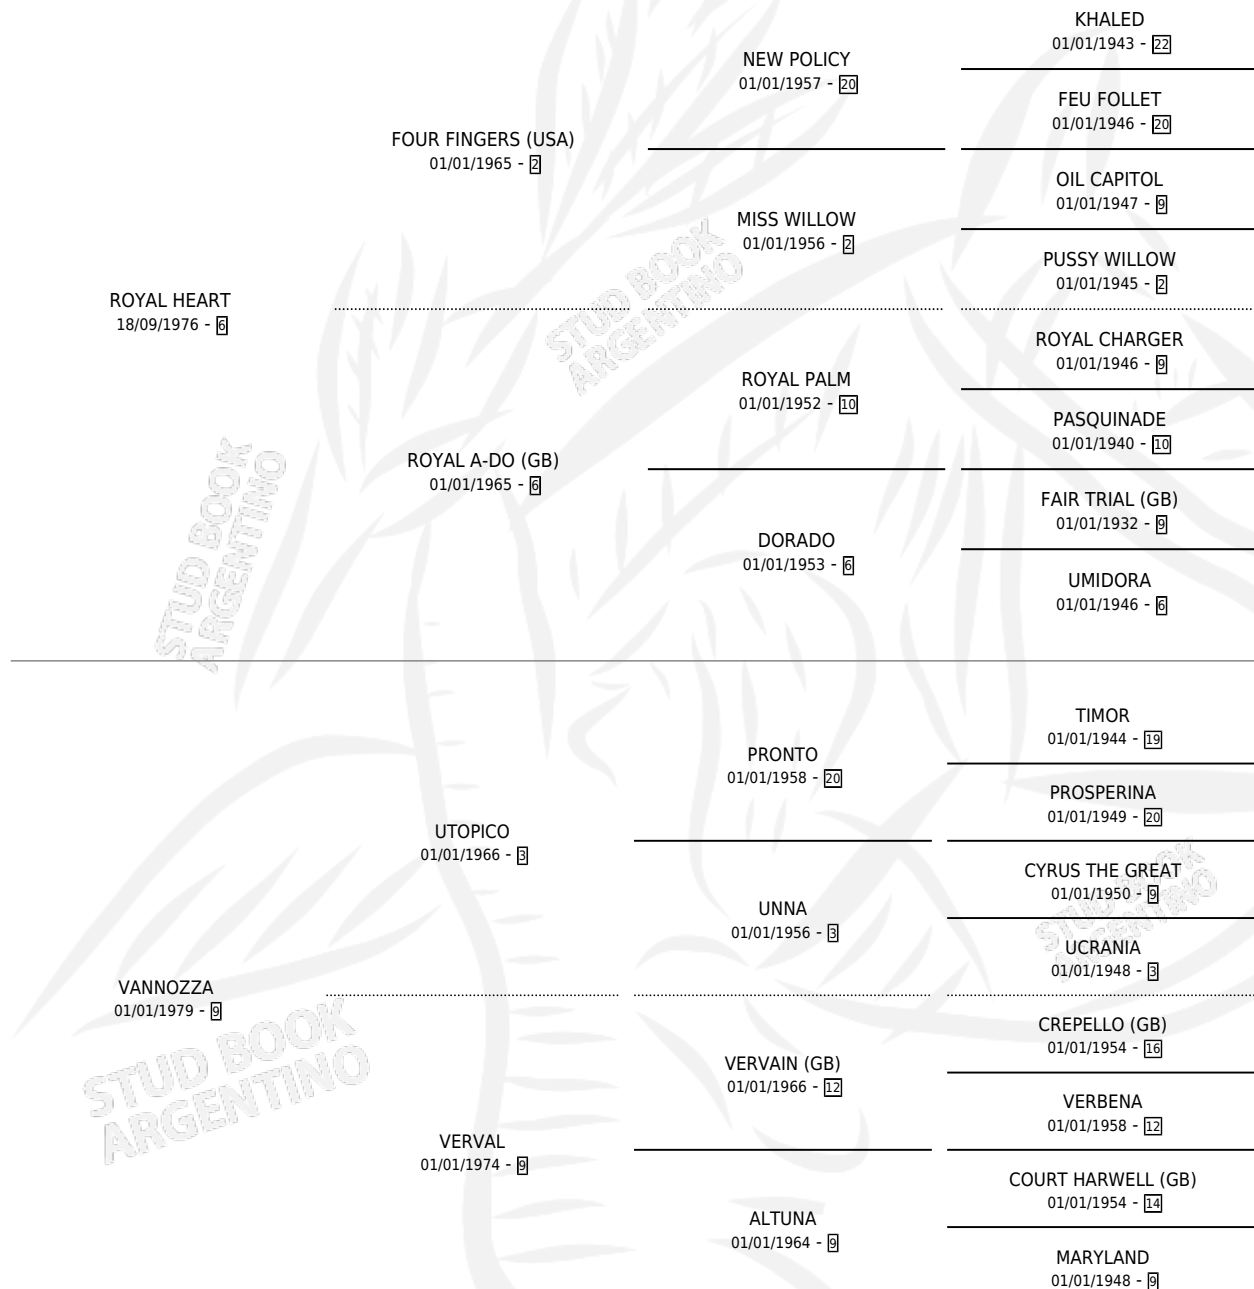 KHALED
01/01/1943 - 22
NEW POLICY
01/01/1957 - 20
FEU FOLLET
01/01/1946 - 20
FOUR FINGERS (USA)
01/01/1965 - 2
OIL CAPITOL
01/01/1947 - 9
MISS WILLOW
01/01/1956 - 2
PUSSY WILLOW
01/01/1945 - 2
ROYAL HEART
18/09/1976 - 6
ROYAL CHARGER
01/01/1946 - 9
ROYAL PALM
01/01/1952 - 10
PASQUINADE
01/01/1940 - 10
ROYAL A-DO (GB)
01/01/1965 - 6
FAIR TRIAL (GB)
01/01/1932 - 9
DORADO
01/01/1953 - 6
UMIDORA
01/01/1946 - 6
STUD BOOK
ARGENTINO
STUD BOOK
ARGENTINO
TIMOR
01/01/1944 - 19
PRONTO
01/01/1958 - 20
PROSPERINA
01/01/1949 - 20
UTOPICO
01/01/1966 - 3
CYRUS THE GREAT
01/01/1950 - 9
UNNA
01/01/1956 - 3
UCRANIA
01/01/1948 - 3
STUD BOOK
ARGENTINO
VANNOZZA
01/01/1979 - 9
STUD BOOK
ARGENTINO
CREPELLO (GB)
01/01/1954 - 16
VERVAIN (GB)
01/01/1966 - 12
VERBENA
01/01/1958 - 12
VERVAL
01/01/1974 - 9
COURT HARWELL (GB)
01/01/1954 - 14
ALTUNA
01/01/1964 - 9
MARYLAND
01/01/1948 - 9